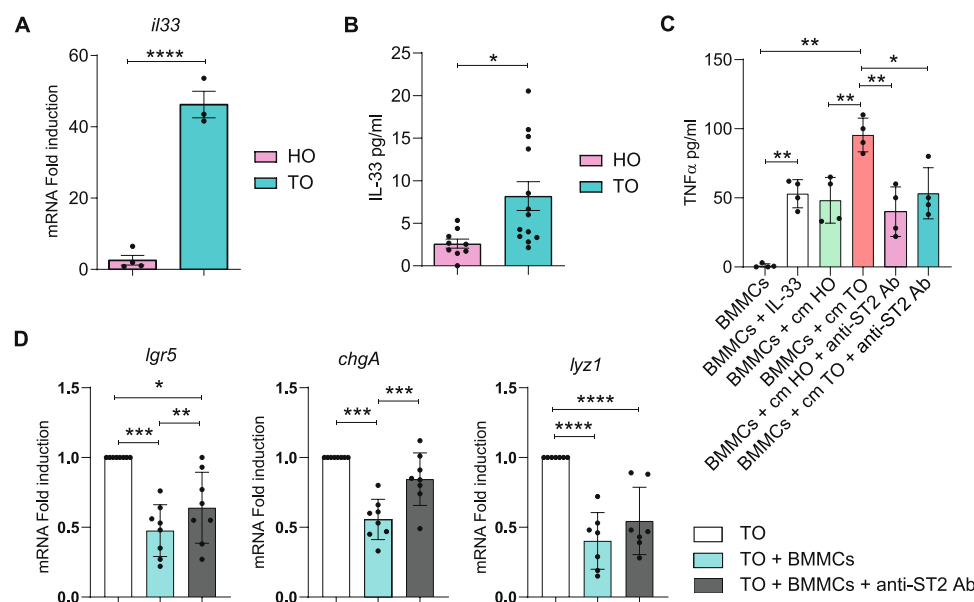 A
il33
****
mRNA Fold induction
60
40
20
0
HO
TO
B
*
IL-33 pg/ml
25
20
15
10
5
0
HO
TO
C
**
*
**
**
**
TNFα pg/ml
150
100
50
0
BMMCs
BMMCs + IL-33
BMMCs + cm HO
BMMCs + cm TO
BMMCs + cm HO + anti-ST2 Ab
BMMCs + cm TO + anti-ST2 Ab
D
lgr5
*
**
***
mRNA Fold induction
1.5
1.0
0.5
0.0
chgA
***
***
mRNA Fold induction
1.5
1.0
0.5
0.0
lyz1
****
****
mRNA Fold induction
1.5
1.0
0.5
0.0
TO
TO + BMMCs
TO + BMMCs + anti-ST2 Ab